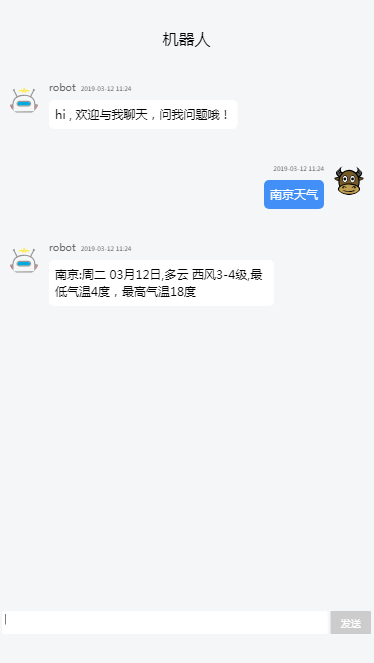 机器人
robot 2019-03-12 11:24
hi , 欢迎与我聊天，问我问题哦！
2019-03-12 11:24
南京天气
robot 2019-03-12 11:24
南京:周二 03月12日,多云 西风3-4级,最
低气温4度，最高气温18度
发送